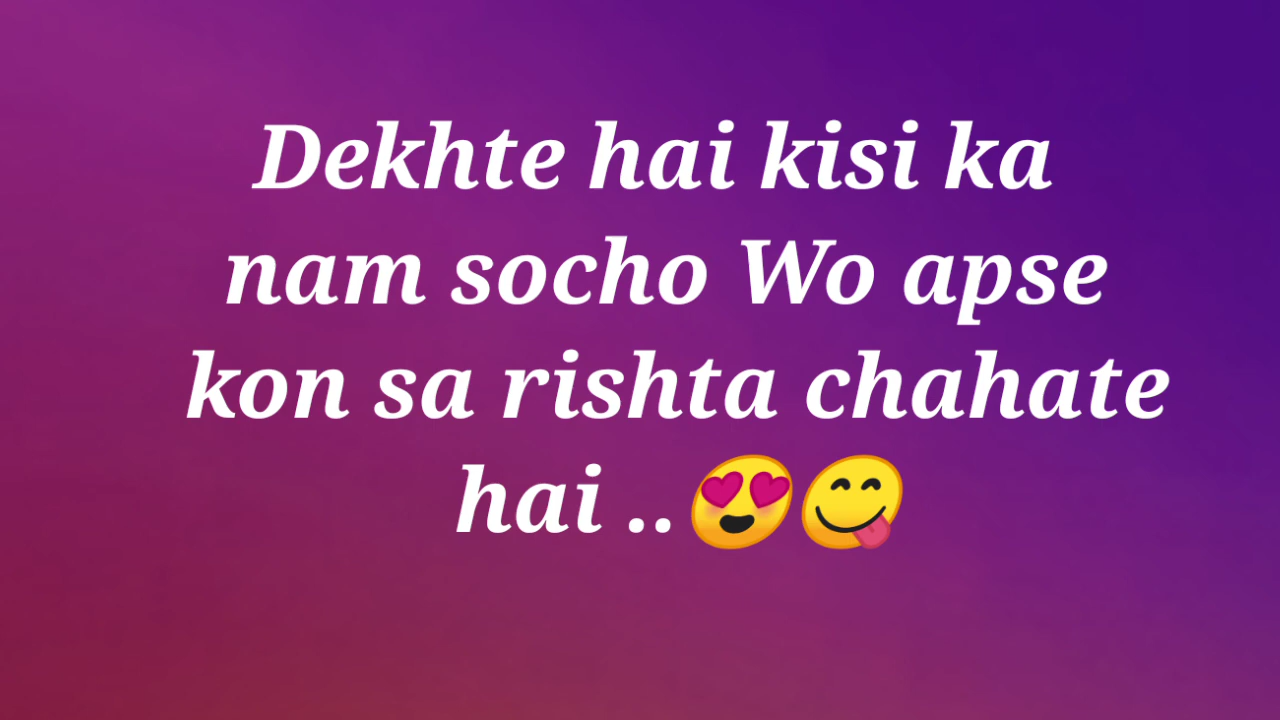 Dekhte hai kisi ka
nam socho Wo apse
kon sa rishta chahate
hai ..😍😋